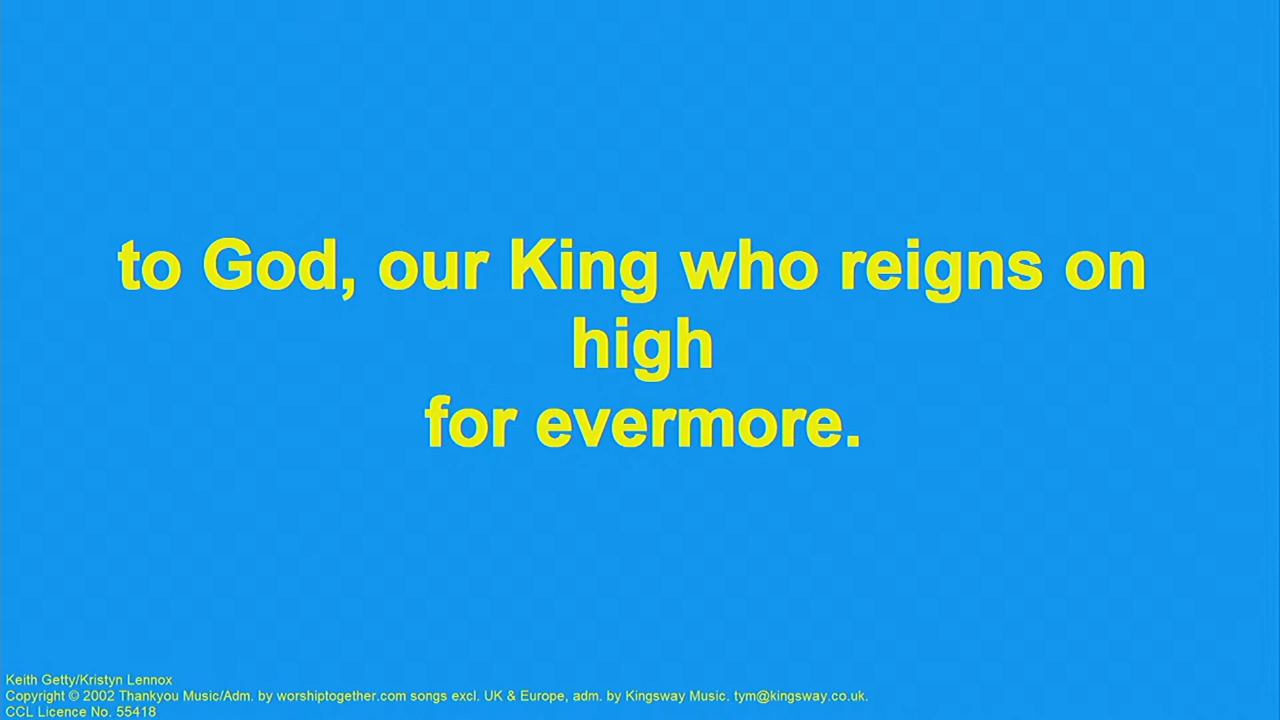 to God, our King who reigns on
high
for evermore.
Keith Getty/Kristyn Lennox
Copyright © 2002 Thankyou Music/Adm. by worshiptogether.com songs excl. UK & Europe, adm. by Kingsway Music. tym@kingsway.co.uk.
CCL Licence No. 55418